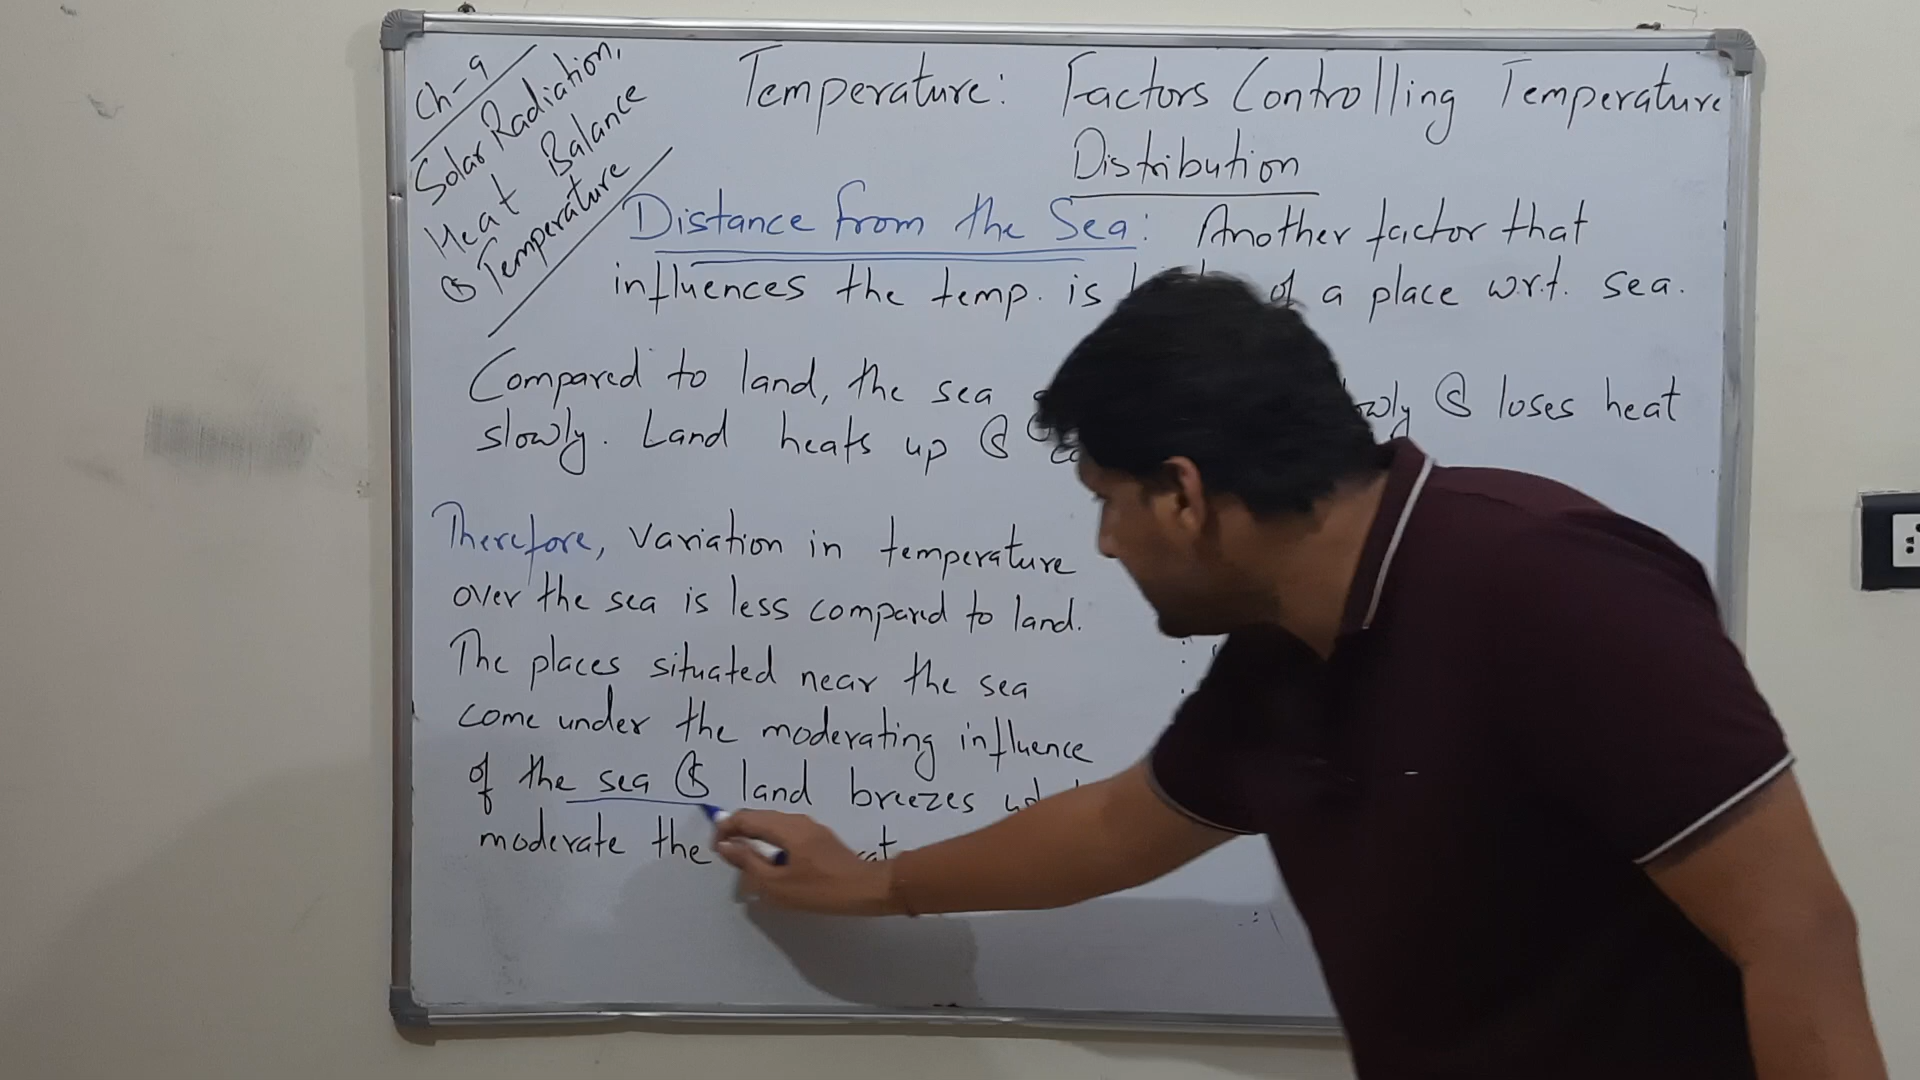 Ch-9
Solar Radiation,
Heat Balance
& Temperature
Temperature: Factors Controlling Temperature
Distribution
Distance from the Sea: Another factor that
influences the temp. is of a place w.r.t. sea.
Compared to land, the sea & loses heat
slowly. Land heats up &
Therefore, variation in temperature
over the sea is less compared to land.
The places situated near the sea
come under the moderating influence
of the sea & land breezes
moderate the